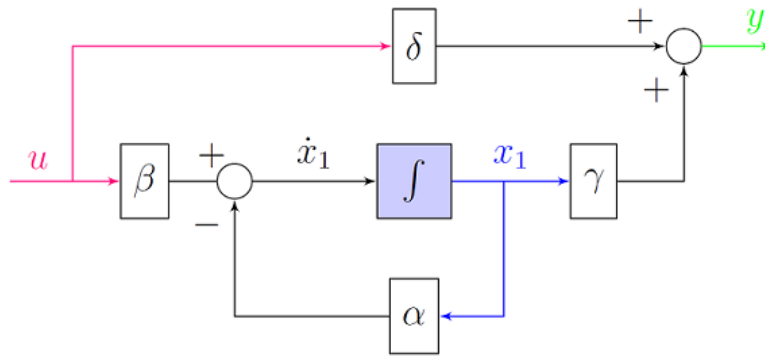 δ
+
y
+
u
β
+
ẋ₁
∫
x₁
γ
−
α